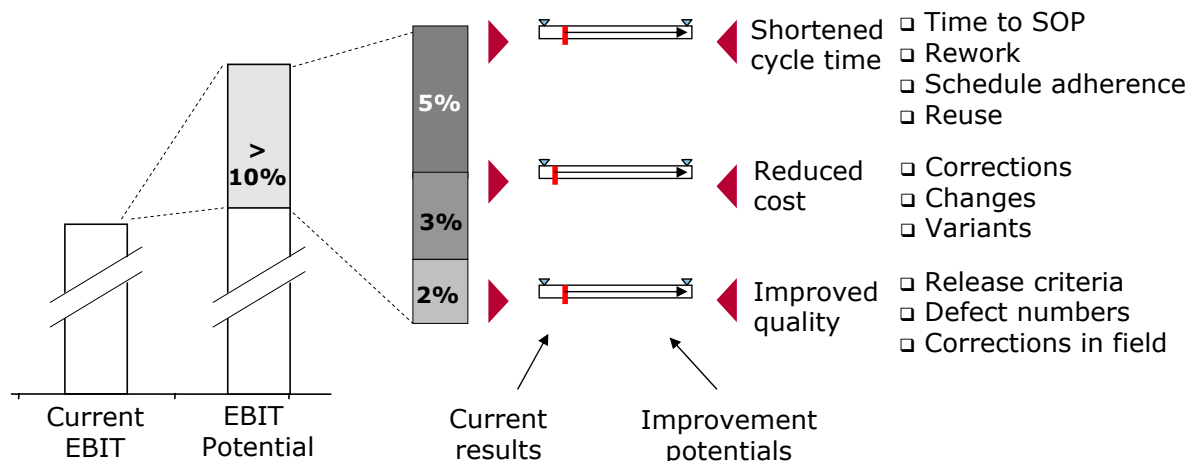 >
10%
Current
EBIT
EBIT
Potential
5%
3%
2%
Current
results
Improvement
potentials
Shortened
cycle time
Time to SOP
Rework
Schedule adherence
Reuse
Reduced
cost
Corrections
Changes
Variants
Improved
quality
Release criteria
Defect numbers
Corrections in field